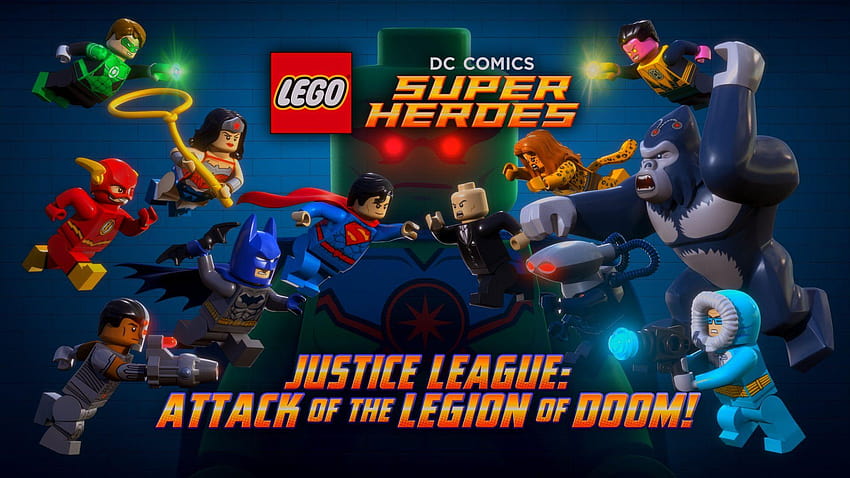 LEGO
DC COMICS
SUPER
HEROES
JUSTICE LEAGUE:
ATTACK OF THE LEGION OF DOOM!